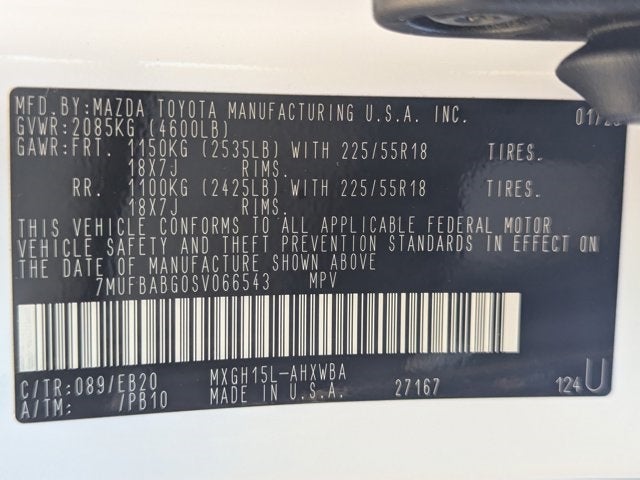 MFD.BY:MAZDA TOYOTA MANUFACTURING U.S.A. INC.
GVWR:2085KG (4600LB)
GAWR:FRT. 1150KG (2535LB) WITH 225/55R18 TIRES.
18X7J RIMS.
RR. 1100KG (2425LB) WITH 225/55R18 TIRES.
18X7J RIMS.
THIS VEHICLE CONFORMS TO ALL APPLICABLE FEDERAL MOTOR
VEHICLE SAFETY AND THEFT PREVENTION STANDARDS IN EFFECT ON
THE DATE OF MANUFACTURE SHOWN ABOVE
7MUFBABG0SV066543 MPV
C/TR:089/EB20 MXGH15L-AHXWBA
A/TM: /PB10 MADE IN U.S.A. 27167 124 U